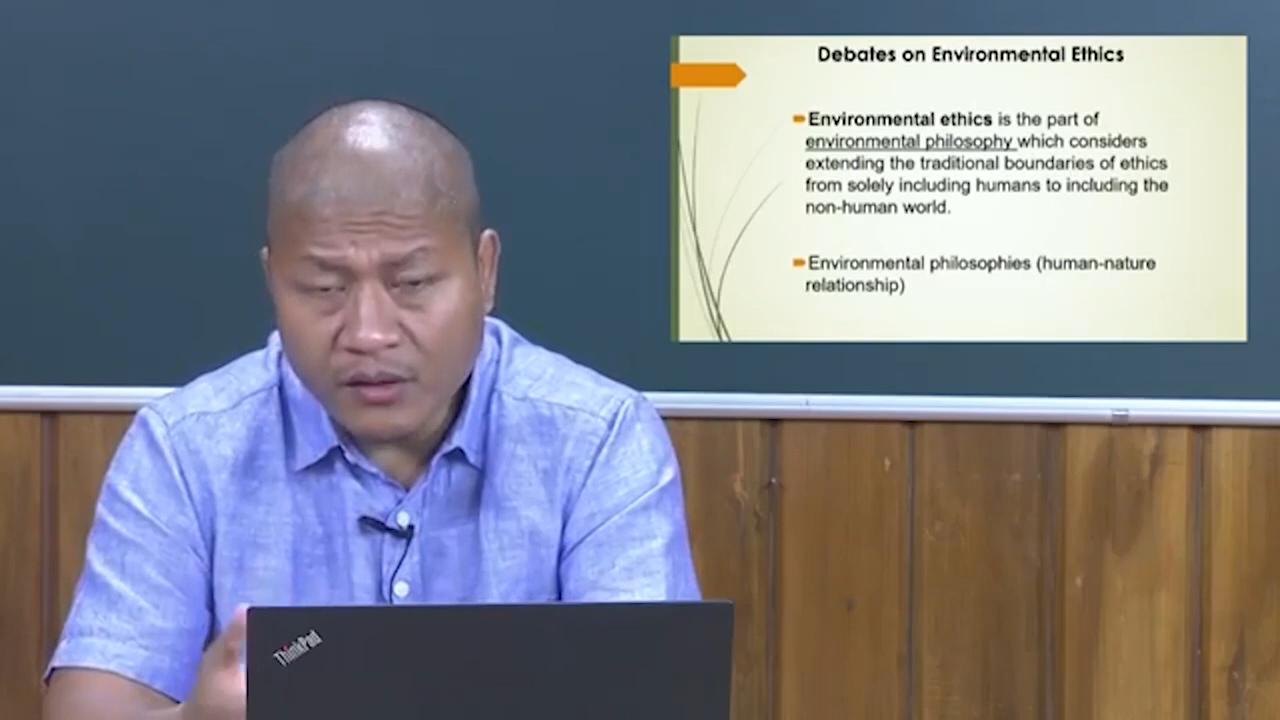 Debates on Environmental Ethics
Environmental ethics is the part of
environmental philosophy which considers
extending the traditional boundaries of ethics
from solely including humans to including the
non-human world.
Environmental philosophies (human-nature
relationship)
ThinkPad